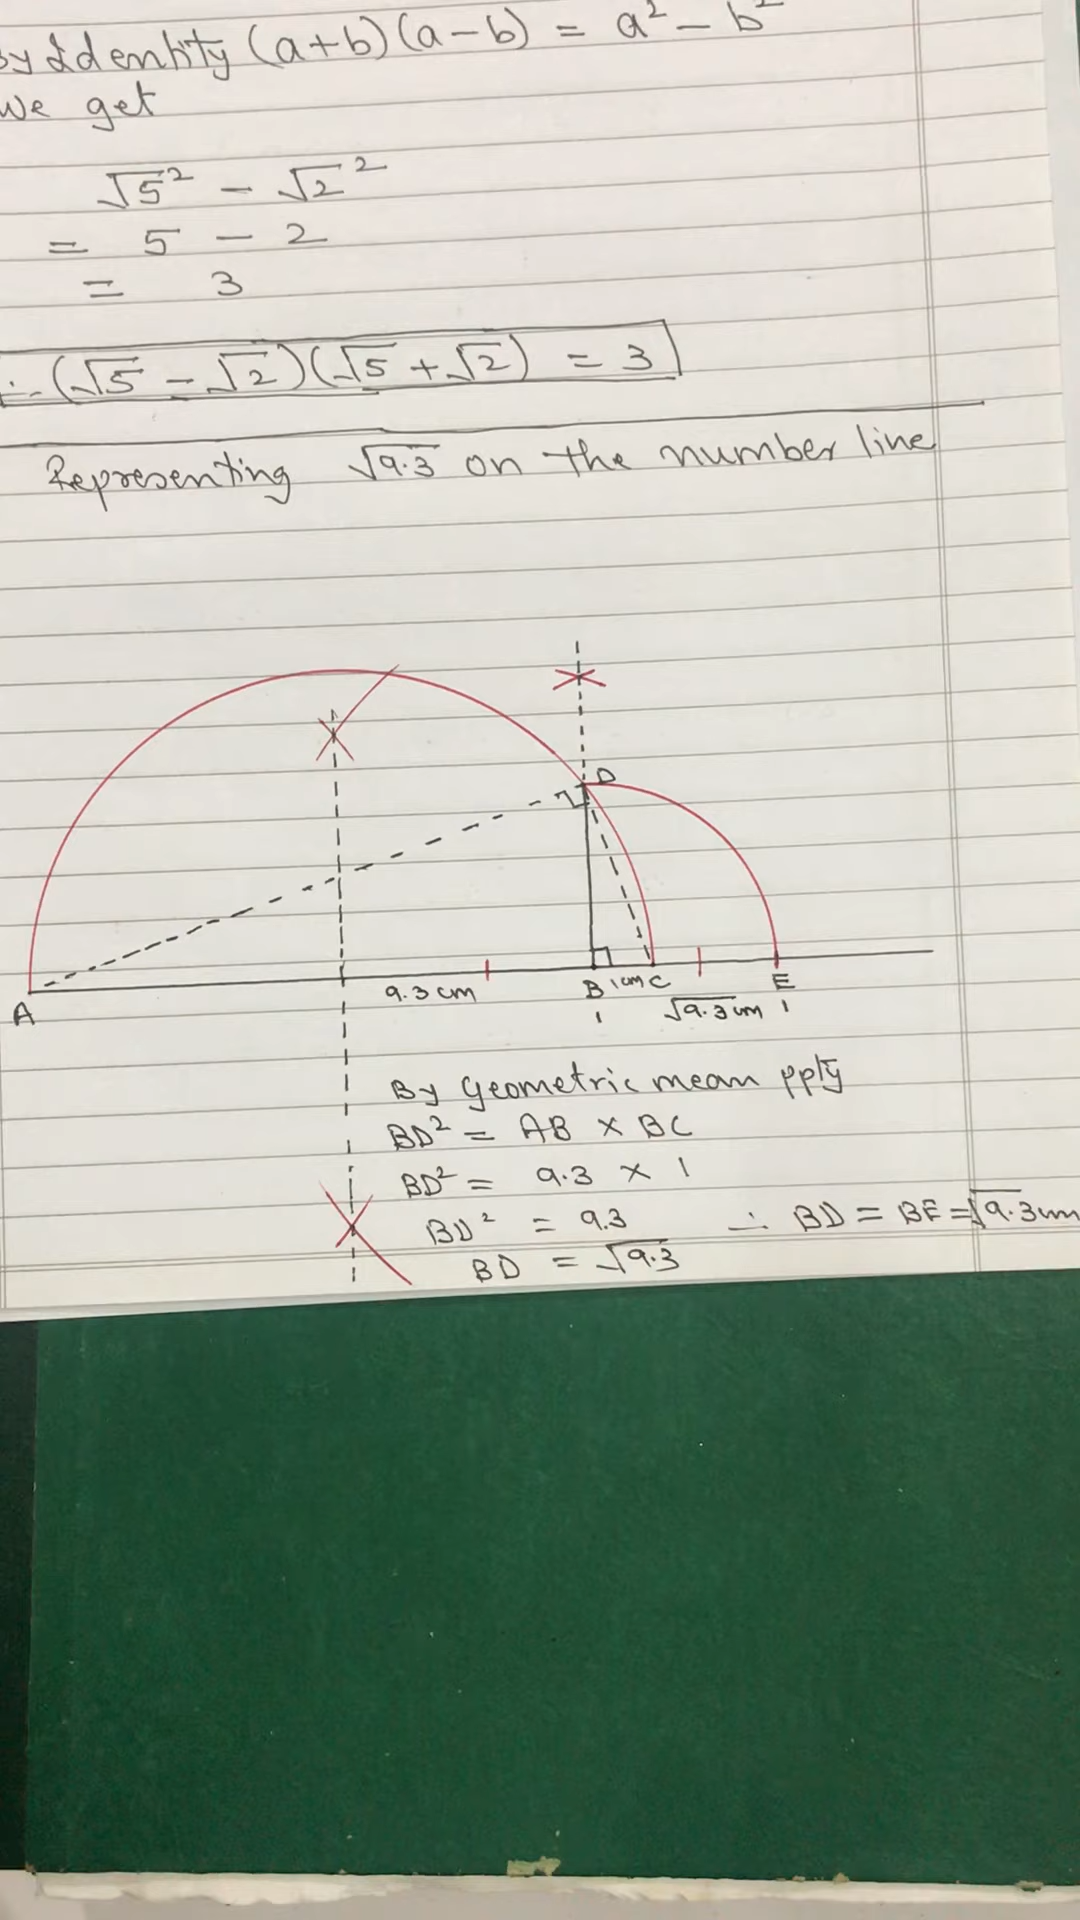 By Identity (a+b)(a-b) = a² - b²
We get
√5² - √2²
= 5 - 2
= 3
∴ (√5 - √2)(√5 + √2) = 3
Representing √9.3 on the number line
D
A 9.3 cm B 1cm C E
√9.3 cm
By Geometric mean ppty
BD² = AB × BC
BD² = 9.3 × 1
BD² = 9.3 ∴ BD = BE = √9.3 cm
BD = √9.3